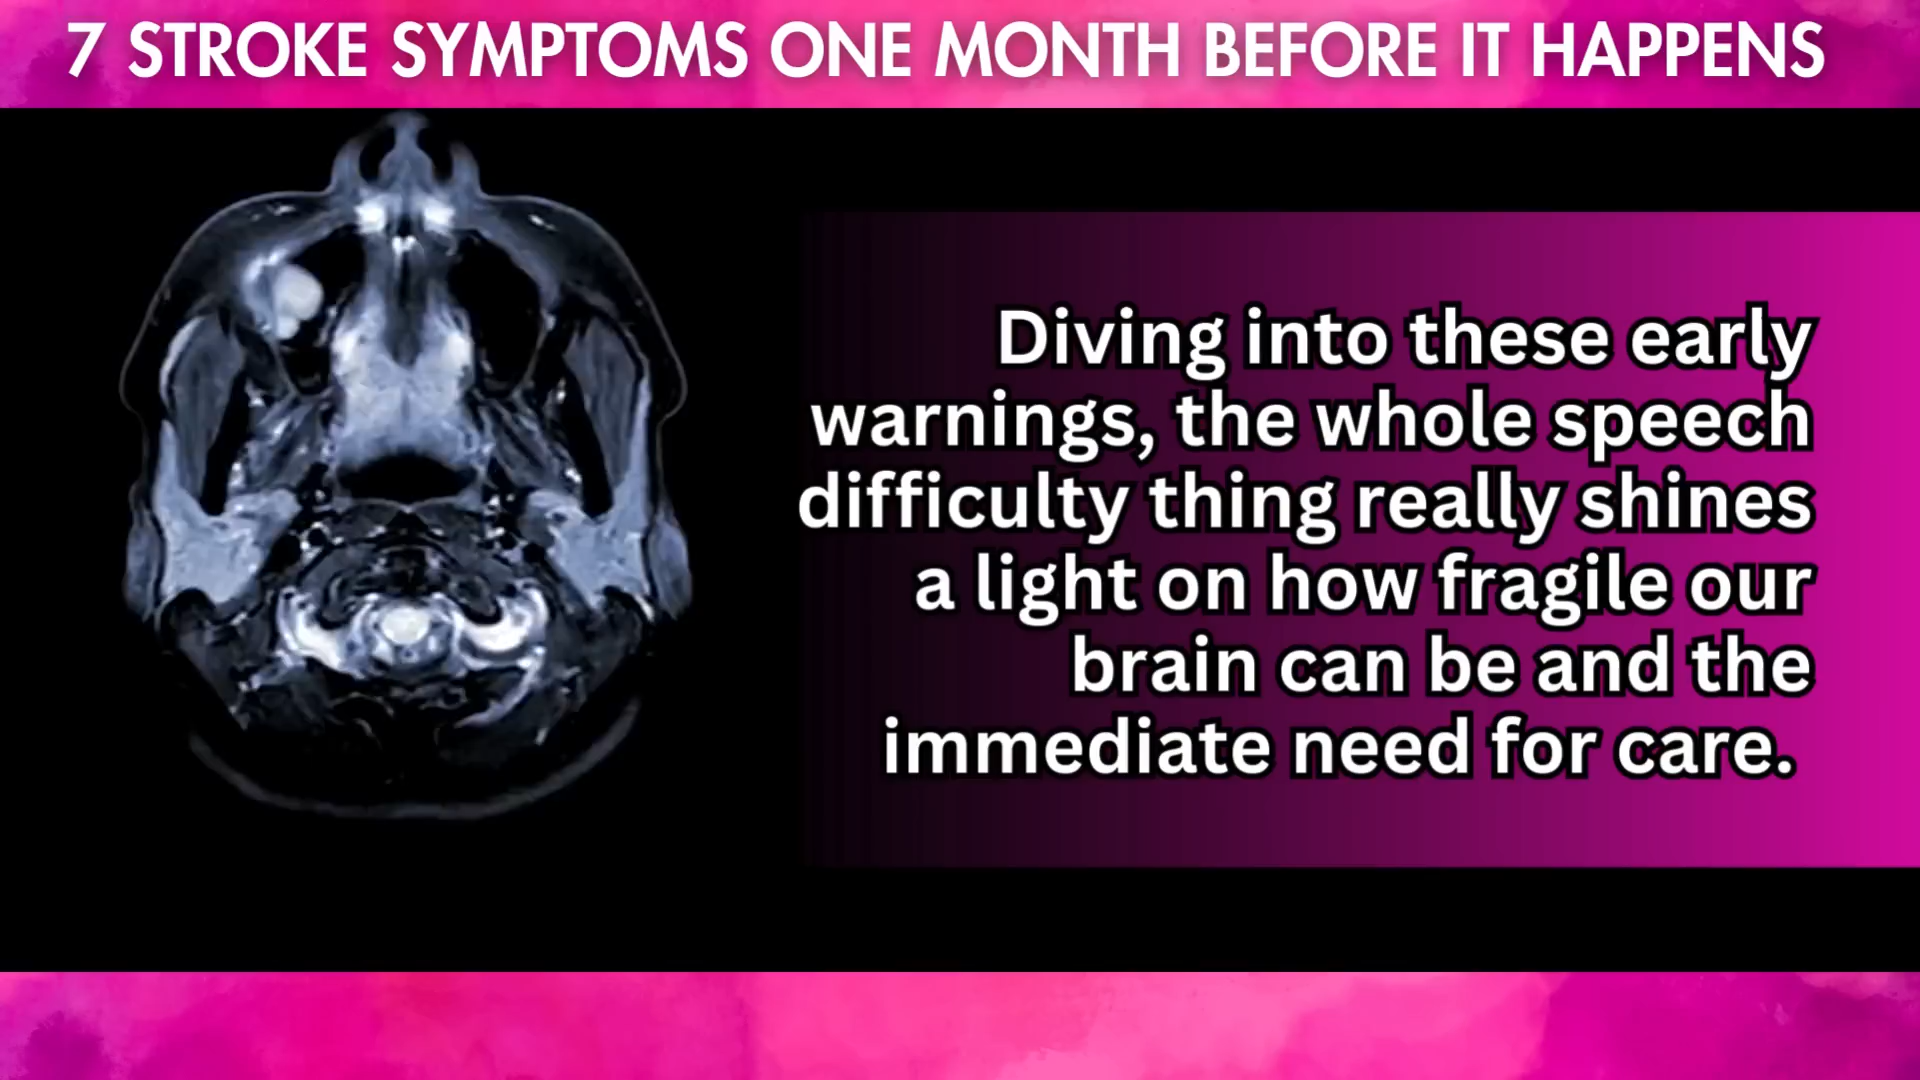 7 STROKE SYMPTOMS ONE MONTH BEFORE IT HAPPENS
Diving into these early
warnings, the whole speech
difficulty thing really shines
a light on how fragile our
brain can be and the
immediate need for care.